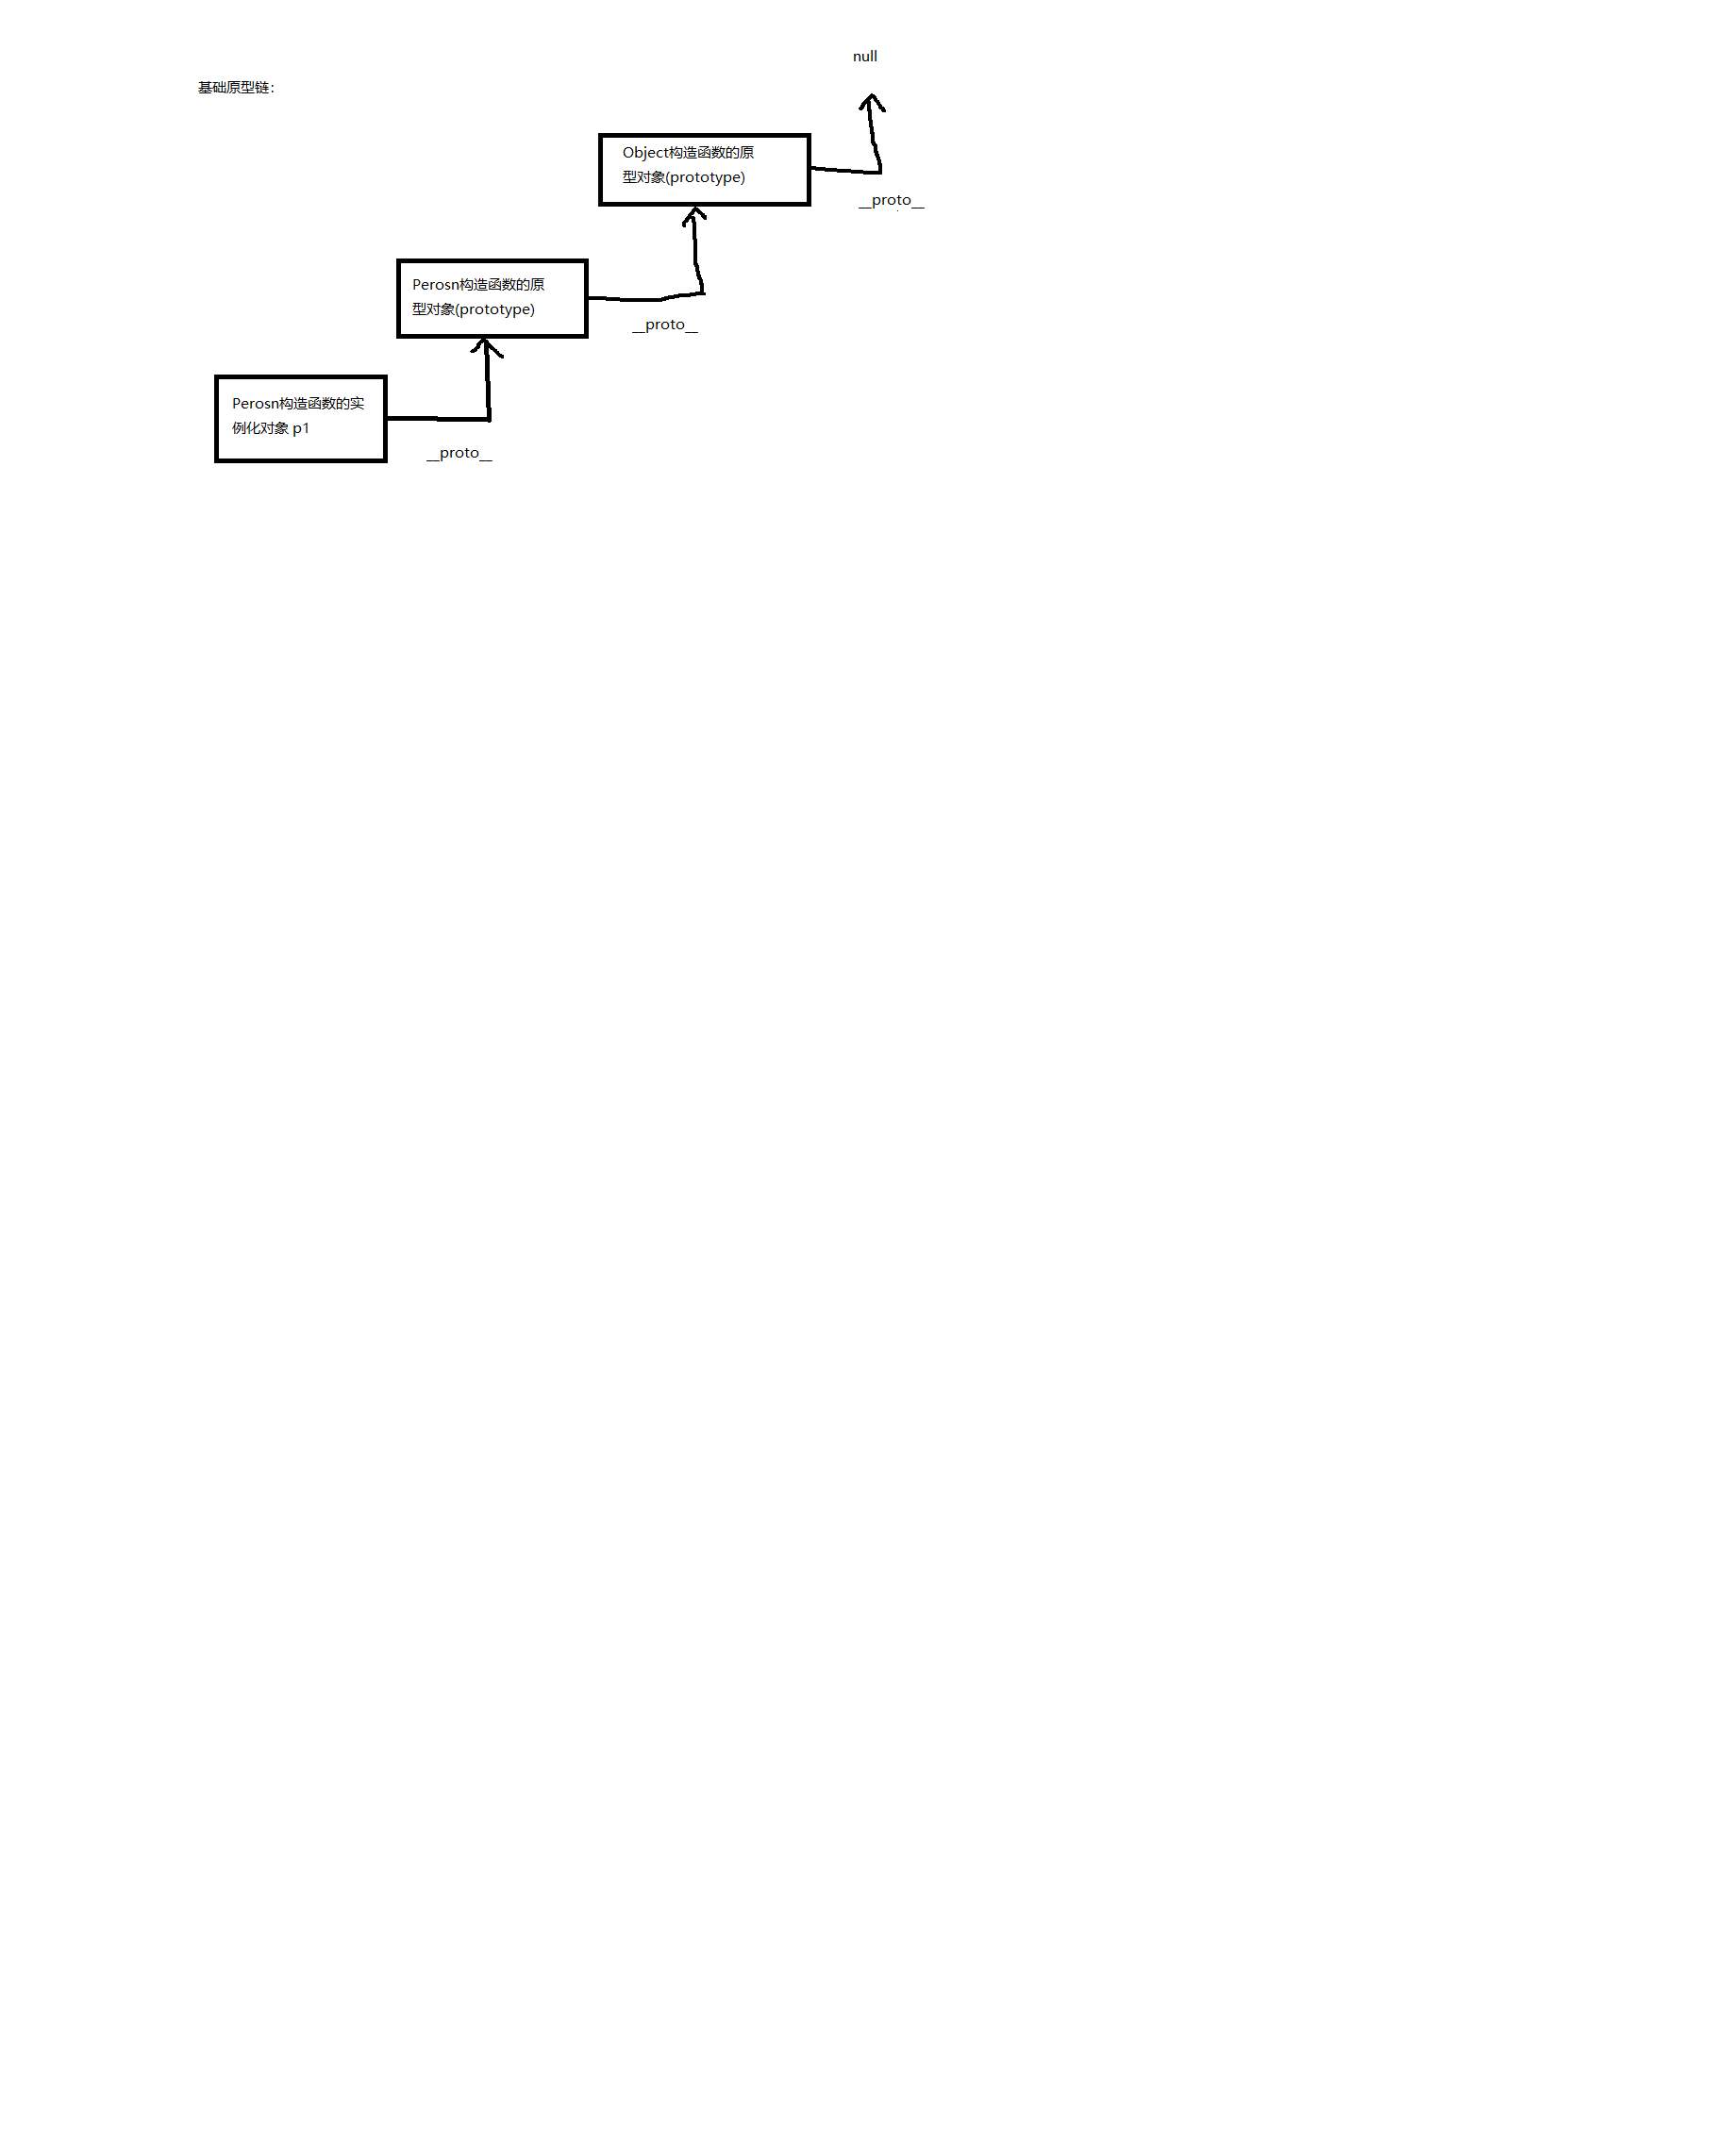 null
基础原型链：
Object构造函数的原
型对象(prototype)
__proto__
Perosn构造函数的原
型对象(prototype)
__proto__
Perosn构造函数的实
例化对象 p1
__proto__